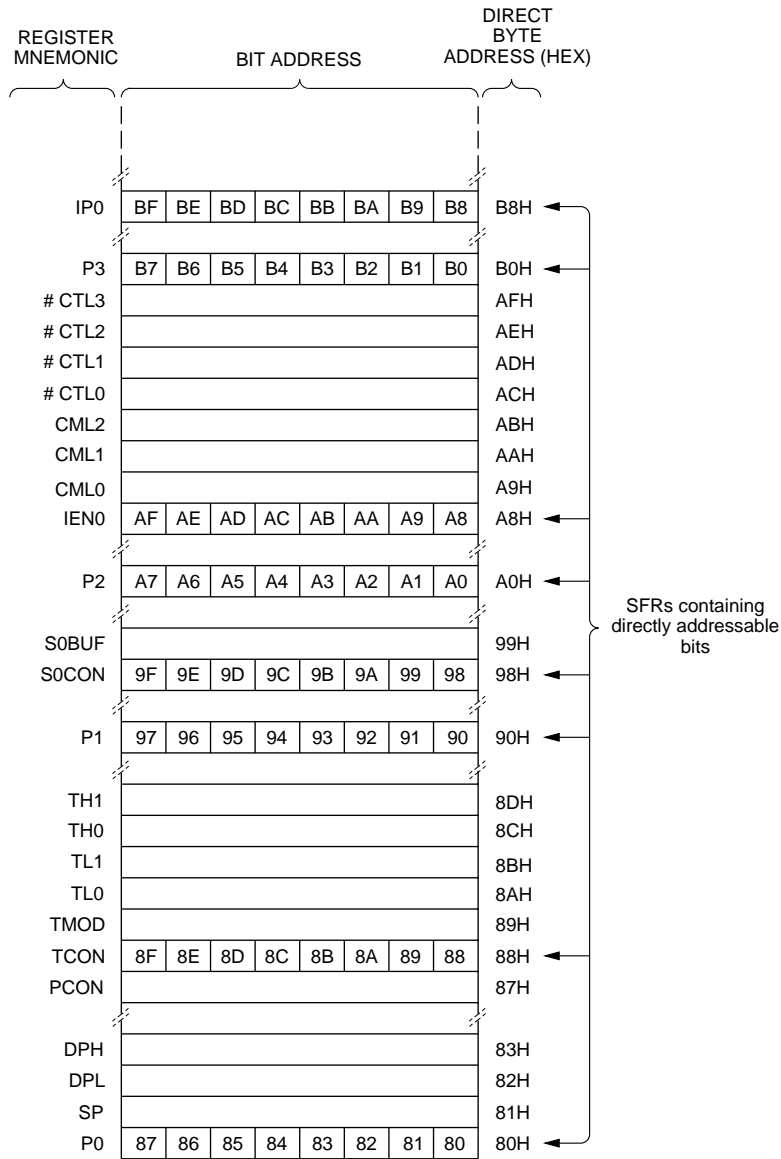 REGISTER
MNEMONIC
BIT ADDRESS
DIRECT
BYTE
ADDRESS (HEX)
IP0 BF BE BD BC BB BA B9 B8 B8H
P3 B7 B6 B5 B4 B3 B2 B1 B0 B0H
# CTL3 AFH
# CTL2 AEH
# CTL1 ADH
# CTL0 ACH
CML2 ABH
CML1 AAH
CML0 A9H
IEN0 AF AE AD AC AB AA A9 A8 A8H
P2 A7 A6 A5 A4 A3 A2 A1 A0 A0H
SFRs containing
directly addressable
bits
S0BUF 99H
S0CON 9F 9E 9D 9C 9B 9A 99 98 98H
P1 97 96 95 94 93 92 91 90 90H
TH1 8DH
TH0 8CH
TL1 8BH
TL0 8AH
TMOD 89H
TCON 8F 8E 8D 8C 8B 8A 89 88 88H
PCON 87H
DPH 83H
DPL 82H
SP 81H
P0 87 86 85 84 83 82 81 80 80H